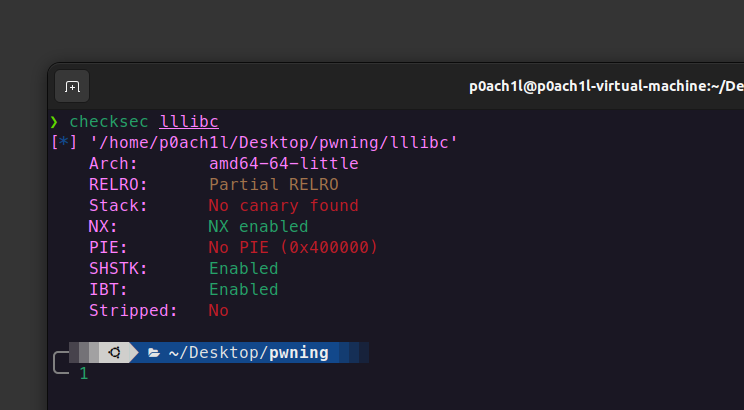 p0ach1l@p0ach1l-virtual-machine:~/De
❯ checksec lllibc
[*] '/home/p0ach1l/Desktop/pwning/lllibc'
Arch: amd64-64-little
RELRO: Partial RELRO
Stack: No canary found
NX: NX enabled
PIE: No PIE (0x400000)
SHSTK: Enabled
IBT: Enabled
Stripped: No
~/Desktop/pwning
1